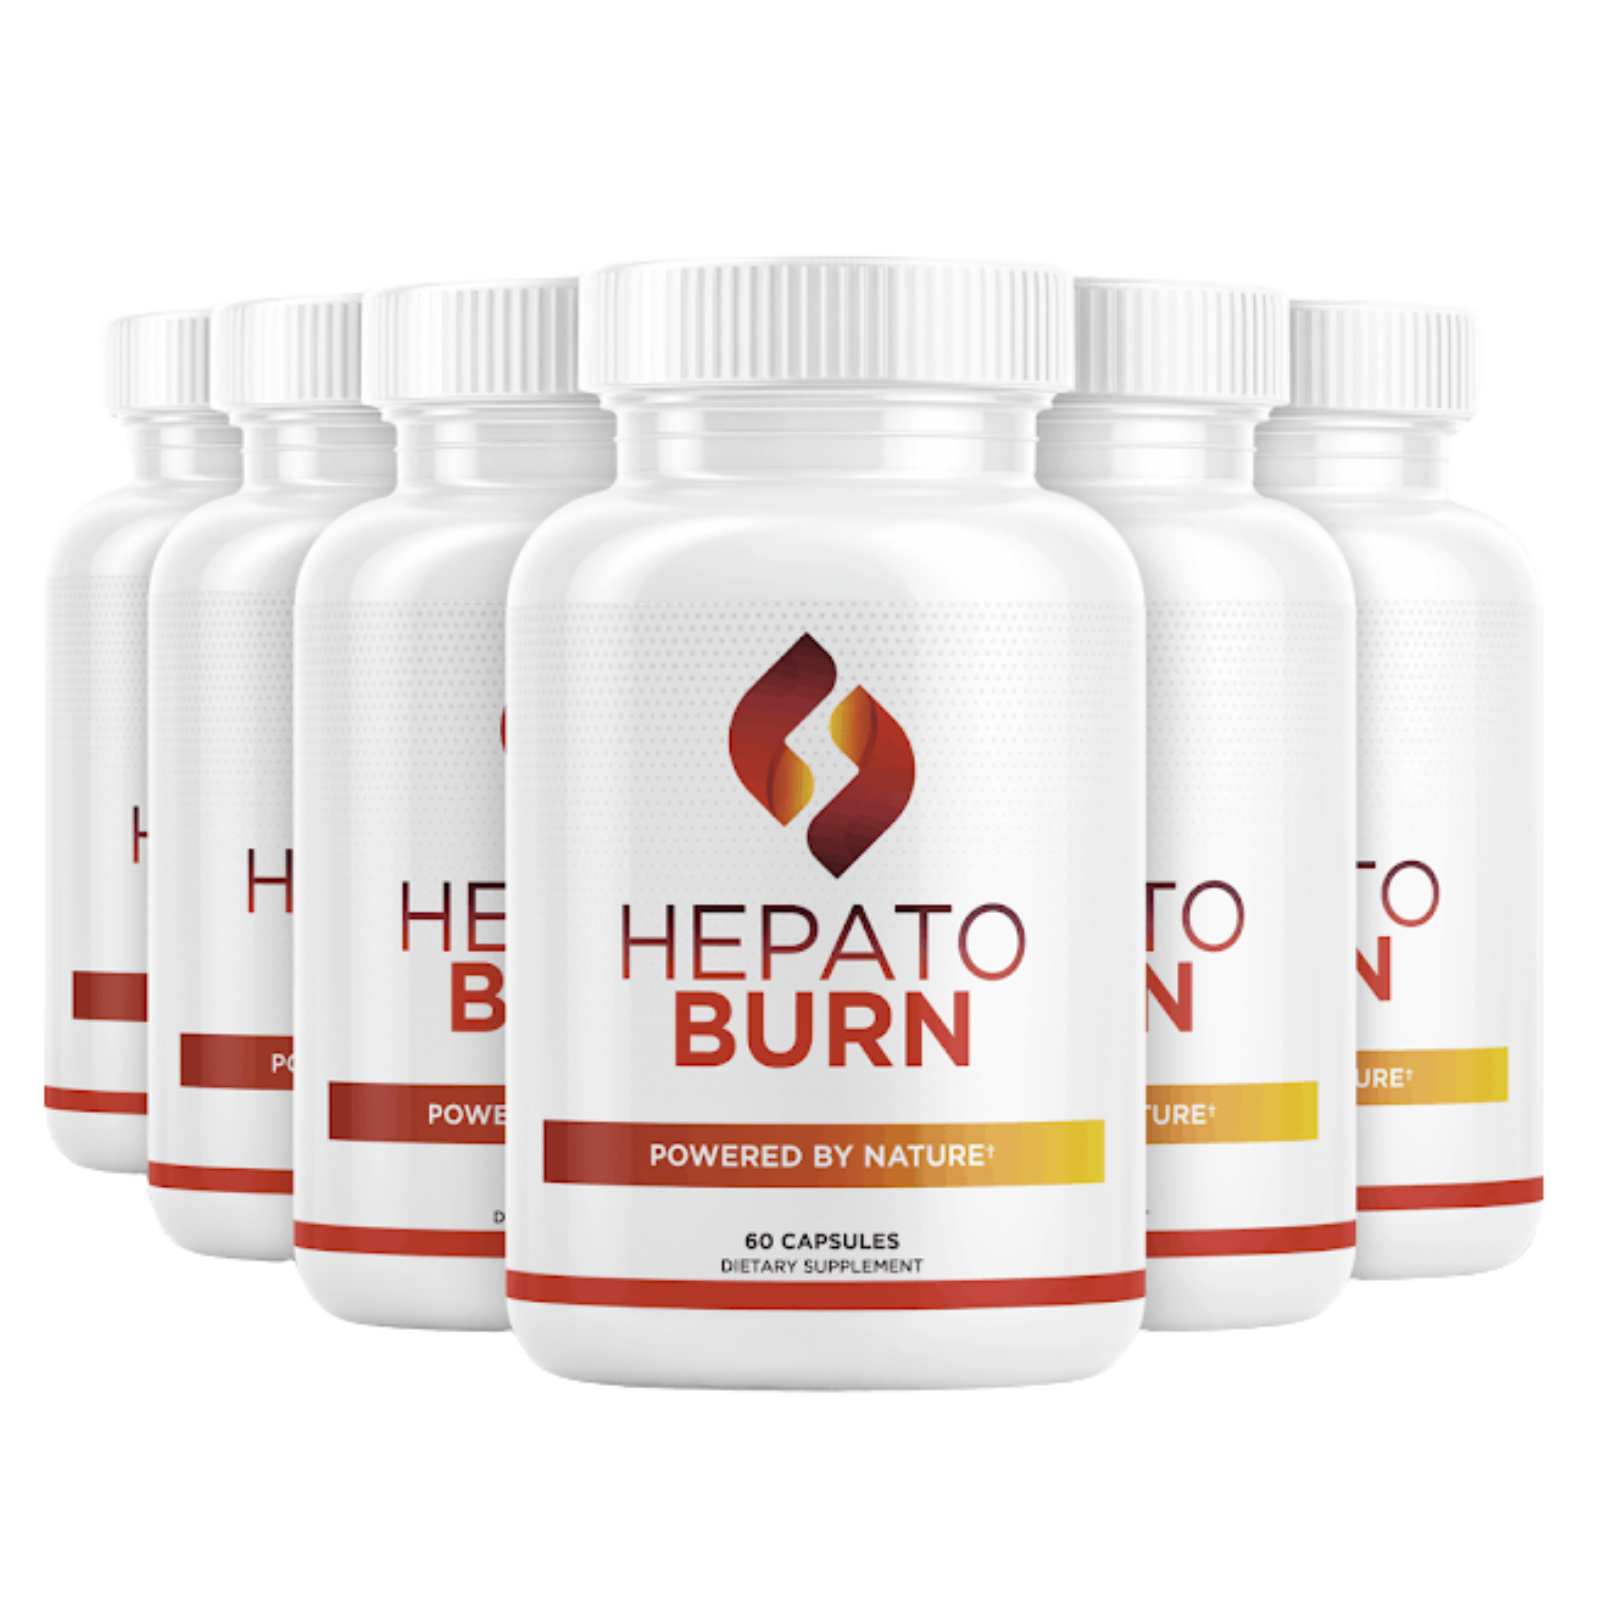 HEPATO
BURN
POWERED BY NATURE†
60 CAPSULES
DIETARY SUPPLEMENT